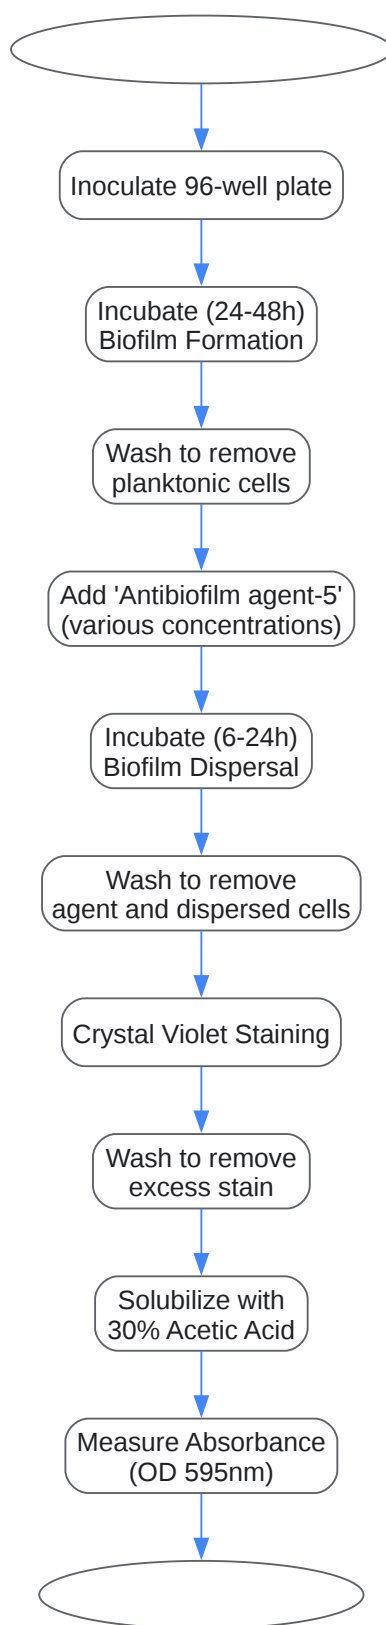 Inoculate 96-well plate
Incubate (24-48h)
Biofilm Formation
Wash to remove
planktonic cells
Add 'Antibiofilm agent-5'
(various concentrations)
Incubate (6-24h)
Biofilm Dispersal
Wash to remove
agent and dispersed cells
Crystal Violet Staining
Wash to remove
excess stain
Solubilize with
30% Acetic Acid
Measure Absorbance
(OD 595nm)